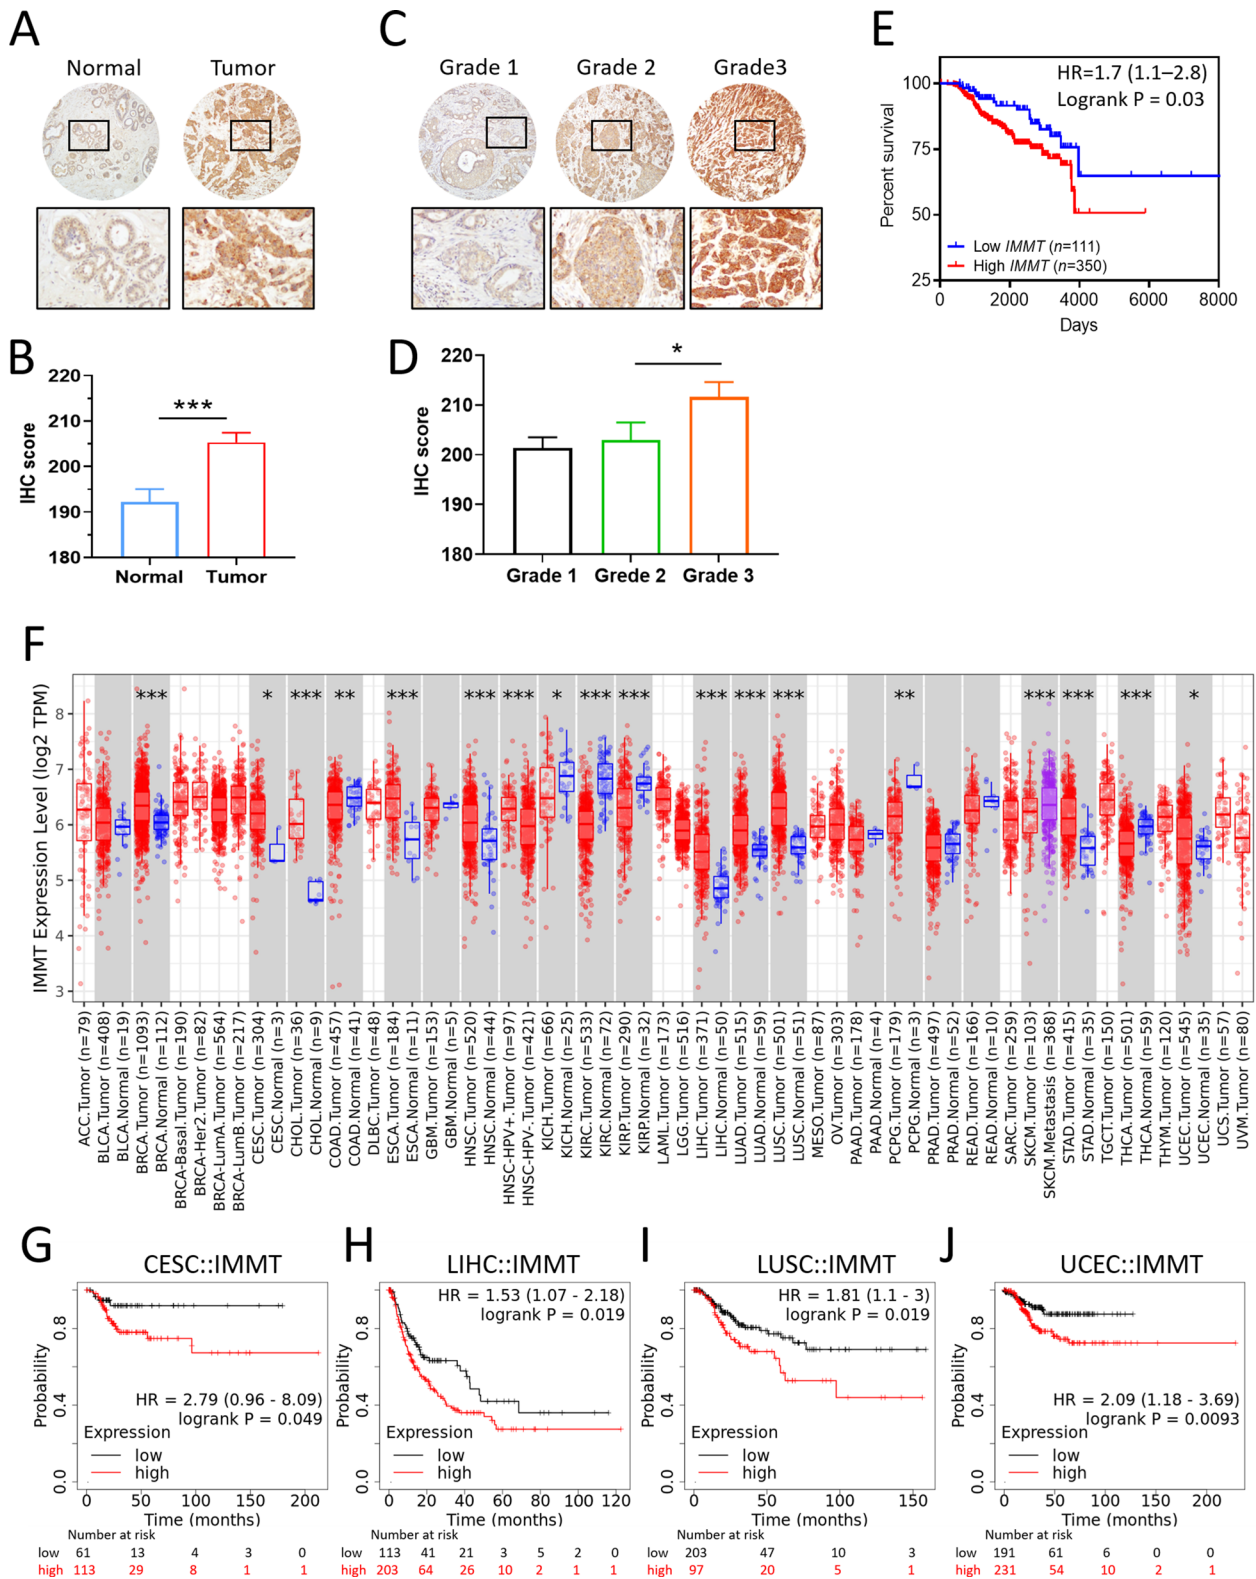 A
Normal
Tumor
C
Grade 1
Grade 2
Grade3
E
HR=1.7 (1.1–2.8)
Logrank P = 0.03
Percent survival
100
75
50
25
Low IMMT (n=111)
High IMMT (n=350)
0
2000
4000
6000
8000
Days
B
IHC score
220
210
200
190
180
***
Normal
Tumor
D
IHC score
220
210
200
190
180
*
Grade 1
Grede 2
Grade 3
F
IMMT Expression Level (log2 TPM)
8
7
6
5
4
3
*** * *** ** *** *** *** * *** *** *** *** *** ** *** *** *** *
ACC.Tumor (n=79)
BLCA.Tumor (n=408)
BLCA.Normal (n=19)
BRCA.Tumor (n=1093)
BRCA.Normal (n=112)
BRCA-Basal.Tumor (n=190)
BRCA-Her2.Tumor (n=82)
BRCA-LumA.Tumor (n=564)
BRCA-LumB.Tumor (n=217)
CESC.Tumor (n=304)
CESC.Normal (n=3)
CHOL.Tumor (n=36)
CHOL.Normal (n=9)
COAD.Tumor (n=457)
COAD.Normal (n=41)
DLBC.Tumor (n=48)
ESCA.Tumor (n=184)
ESCA.Normal (n=11)
GBM.Tumor (n=153)
GBM.Normal (n=5)
HNSC.Tumor (n=520)
HNSC.Normal (n=44)
HNSC-HPV+.Tumor (n=97)
HNSC-HPV-.Tumor (n=421)
KICH.Tumor (n=66)
KICH.Normal (n=25)
KIRC.Tumor (n=533)
KIRC.Normal (n=72)
KIRP.Tumor (n=290)
KIRP.Normal (n=32)
LAML.Tumor (n=173)
LGG.Tumor (n=516)
LIHC.Tumor (n=371)
LIHC.Normal (n=50)
LUAD.Tumor (n=515)
LUAD.Normal (n=59)
LUSC.Tumor (n=501)
LUSC.Normal (n=51)
MESO.Tumor (n=87)
OV.Tumor (n=303)
PAAD.Tumor (n=178)
PAAD.Normal (n=4)
PCPG.Tumor (n=179)
PCPG.Normal (n=3)
PRAD.Tumor (n=497)
PRAD.Normal (n=52)
READ.Tumor (n=166)
READ.Normal (n=10)
SARC.Tumor (n=259)
SKCM.Tumor (n=103)
SKCM.Metastasis (n=368)
STAD.Tumor (n=415)
STAD.Normal (n=35)
TGCT.Tumor (n=150)
THCA.Tumor (n=501)
THCA.Normal (n=59)
THYM.Tumor (n=120)
UCEC.Tumor (n=545)
UCEC.Normal (n=35)
UCS.Tumor (n=57)
UVM.Tumor (n=80)
G
CESC::IMMT
Probability
0.8
0.4
0.0
HR = 2.79 (0.96 - 8.09)
logrank P = 0.049
Expression
low
high
0 50 100 150 200
Time (months)
Number at risk
low 61 13 4 3 0
high 113 29 8 1 1
H
LIHC::IMMT
Probability
0.8
0.4
0.0
HR = 1.53 (1.07 - 2.18)
logrank P = 0.019
Expression
low
high
0 20 40 60 80 100 120
Time (months)
Number at risk
low 113 41 21 3 5 2 0
high 203 64 26 10 2 1 1
I
LUSC::IMMT
Probability
0.8
0.4
0.0
HR = 1.81 (1.1 - 3)
logrank P = 0.019
Expression
low
high
0 50 100 150
Time (months)
Number at risk
low 203 47 10 3
high 97 20 5 1
J
UCEC::IMMT
Probability
0.8
0.4
0.0
HR = 2.09 (1.18 - 3.69)
logrank P = 0.0093
Expression
low
high
0 50 100 150 200
Time (months)
Number at risk
low 191 61 6 0 0
high 231 54 10 2 1